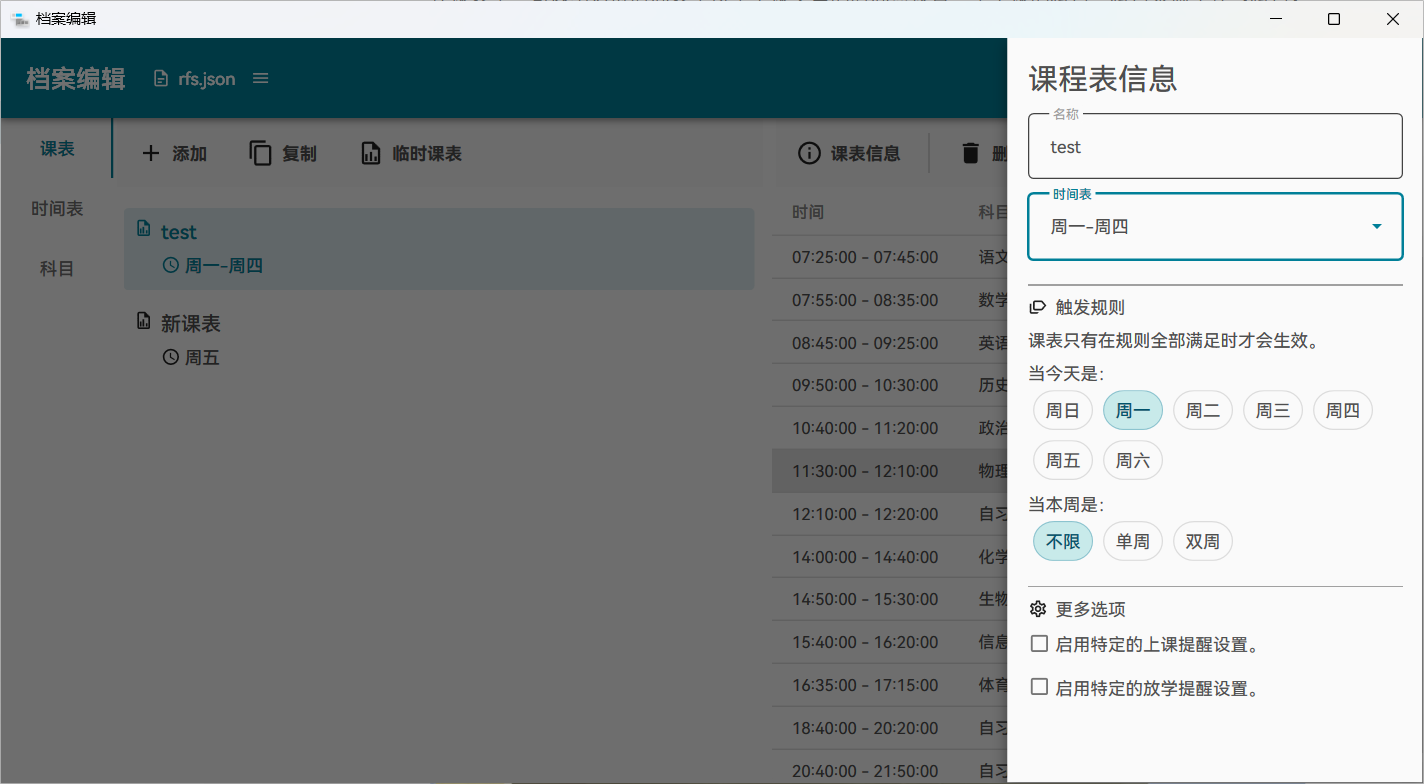 档案编辑
档案编辑 rfs.json
课表
时间表
科目
添加 复制 临时课表
test
周一-周四
新课表
周五
课表信息
时间 科目
07:25:00 - 07:45:00 语文
07:55:00 - 08:35:00 数学
08:45:00 - 09:25:00 英语
09:50:00 - 10:30:00 历史
10:40:00 - 11:20:00 政治
11:30:00 - 12:10:00 物理
12:10:00 - 12:20:00 自习
14:00:00 - 14:40:00 化学
14:50:00 - 15:30:00 生物
15:40:00 - 16:20:00 信息
16:35:00 - 17:15:00 体育
18:40:00 - 20:20:00 自习
20:40:00 - 21:50:00 自习
课程表信息
名称
test
时间表
周一-周四
触发规则
课表只有在规则全部满足时才会生效。
当今天是:
周日 周一 周二 周三 周四
周五 周六
当本周是:
不限 单周 双周
更多选项
启用特定的上课提醒设置。
启用特定的放学提醒设置。